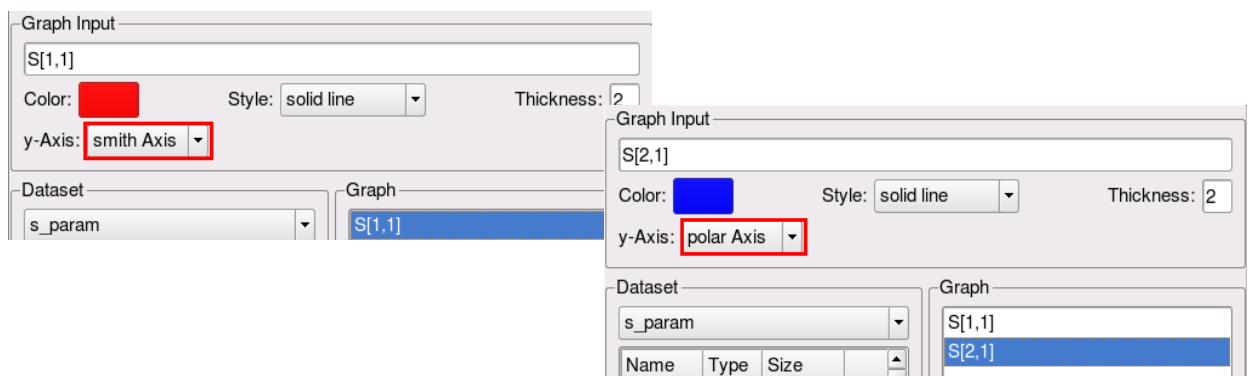 Graph Input
S[1,1]
Color: Style: solid line Thickness: 2
y-Axis: smith Axis
Dataset Graph
s_param S[1,1]
Graph Input
S[2,1]
Color: Style: solid line Thickness: 2
y-Axis: polar Axis
Dataset Graph
s_param S[1,1]
S[2,1]
Name Type Size